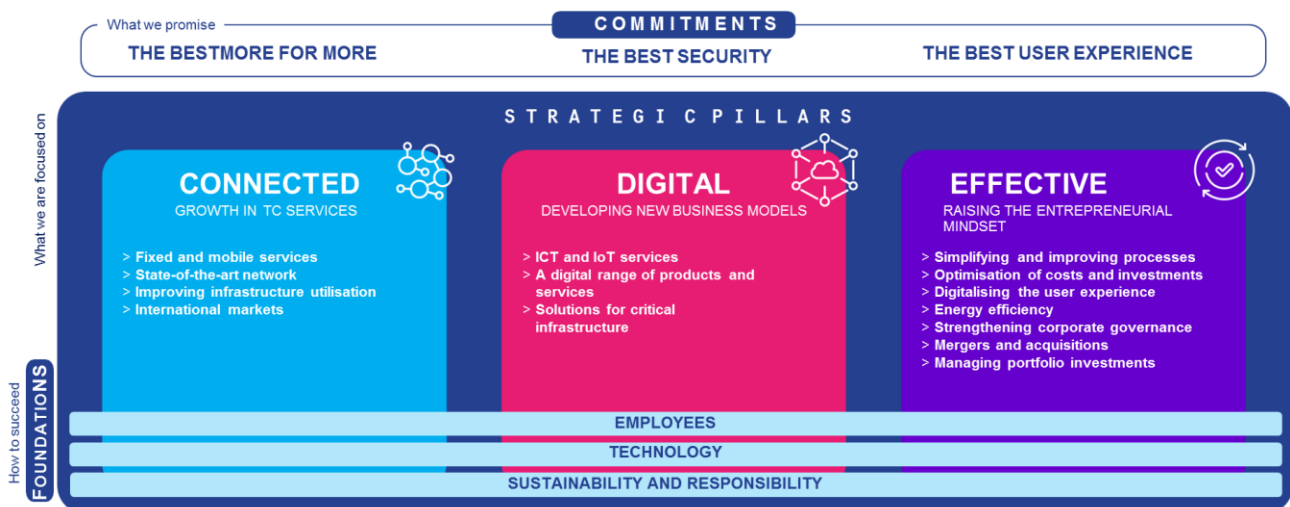 What we promise
COMMITMENTS
THE BESTMORE FOR MORE
THE BEST SECURITY
THE BEST USER EXPERIENCE
What we are focused on
STRATEGIC PILLARS
CONNECTED
GROWTH IN TC SERVICES
> Fixed and mobile services
> State-of-the-art network
> Improving infrastructure utilisation
> International markets
DIGITAL
DEVELOPING NEW BUSINESS MODELS
> ICT and IoT services
> A digital range of products and
services
> Solutions for critical
infrastructure
EFFECTIVE
RAISING THE ENTREPRENEURIAL
MINDSET
> Simplifying and improving processes
> Optimisation of costs and investments
> Digitalising the user experience
> Energy efficiency
> Strengthening corporate governance
> Mergers and acquisitions
> Managing portfolio investments
How to succeed
FOUNDATIONS
EMPLOYEES
TECHNOLOGY
SUSTAINABILITY AND RESPONSIBILITY